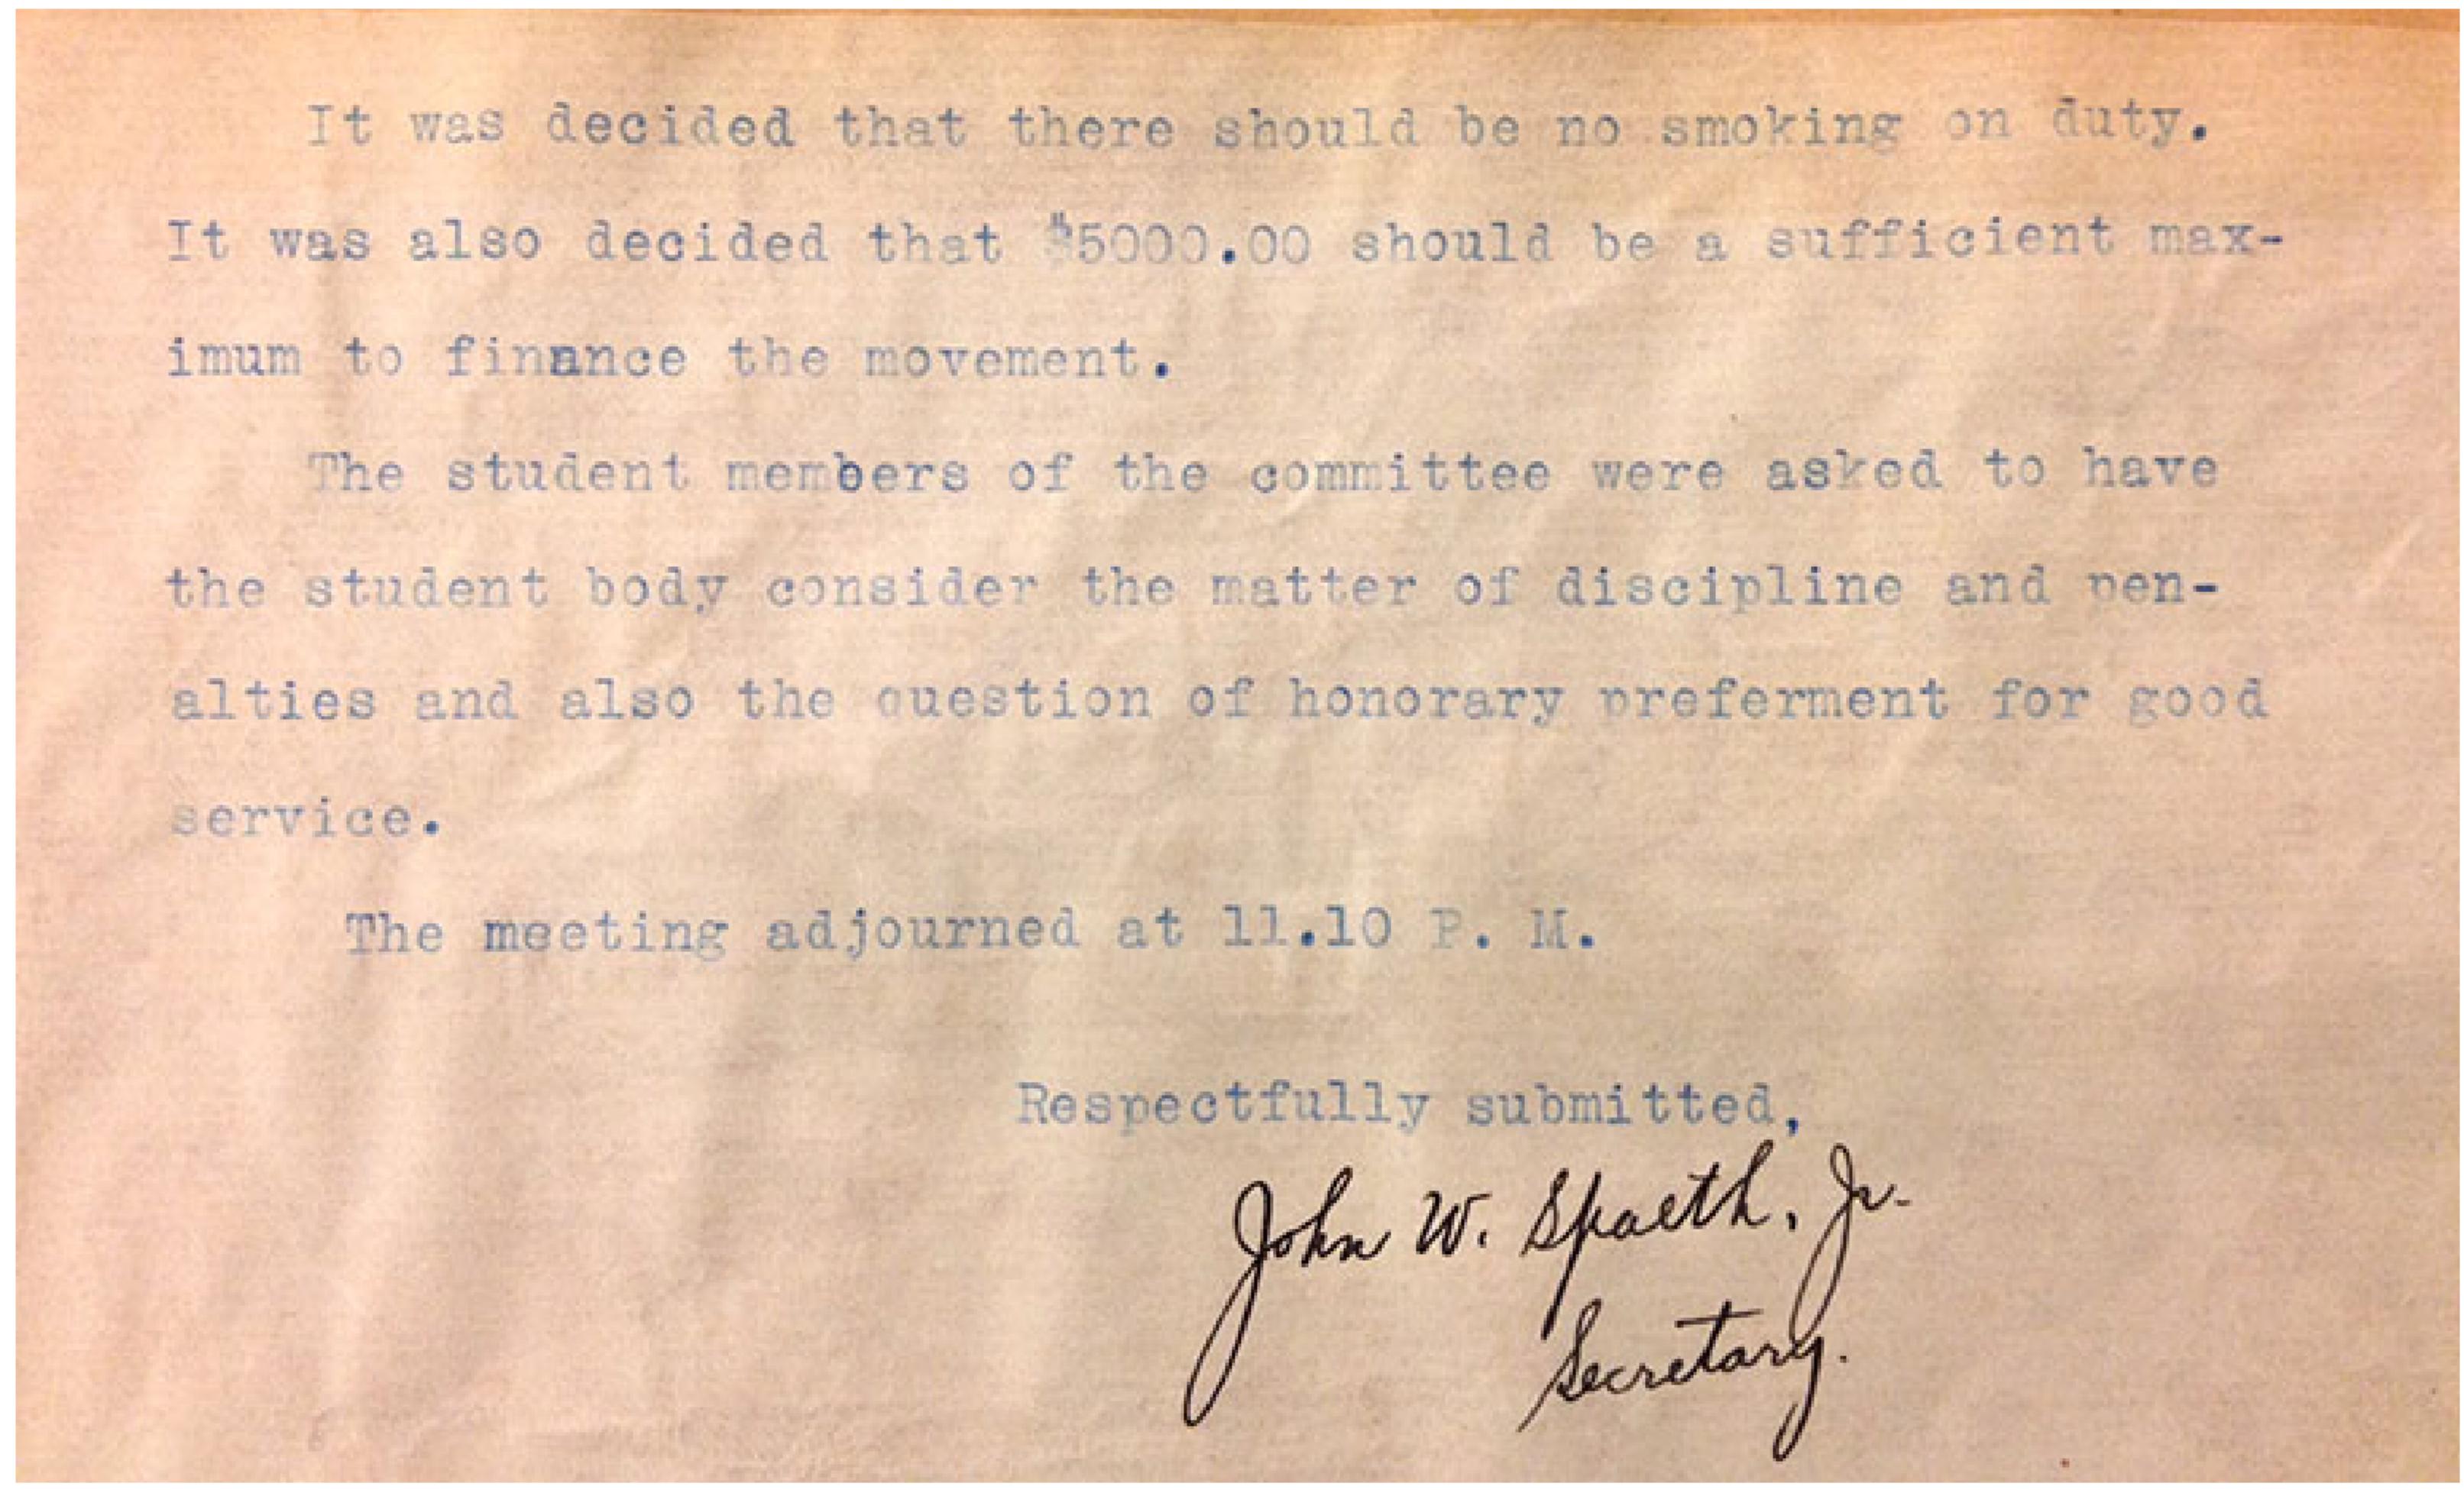 It was decided that there should be no smoking on duty.
It was also decided that $5000.00 should be a sufficient max-
imum to finance the movement.
The student members of the committee were asked to have
the student body consider the matter of discipline and pen-
alties and also the question of honorary preferment for good
service.
The meeting adjourned at 11.10 P. M.
Respectfully submitted,
John W. Spaeth, Jr.
Secretary.